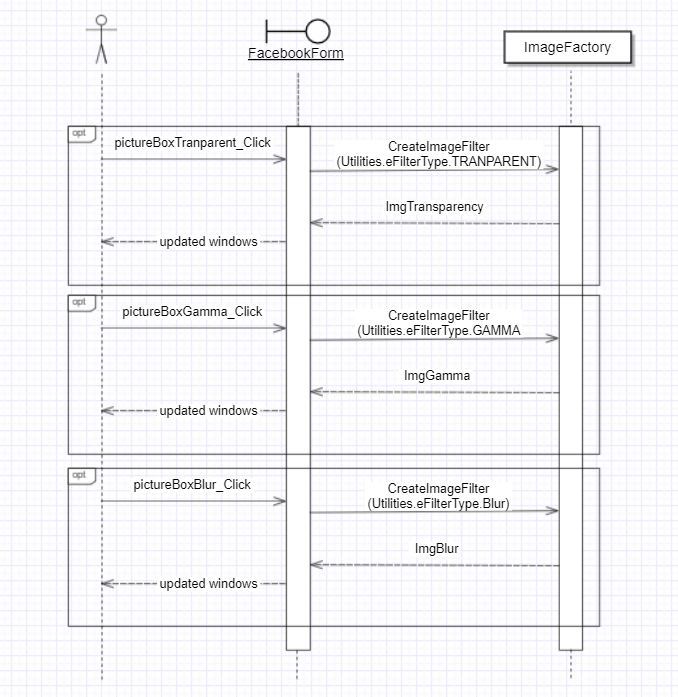 FacebookForm
ImageFactory
opt
pictureBoxTranparent_Click
CreateImageFilter
(Utilities.eFilterType.TRANPARENT)
ImgTransparency
updated windows
opt
pictureBoxGamma_Click
CreateImageFilter
(Utilities.eFilterType.GAMMA
ImgGamma
updated windows
opt
pictureBoxBlur_Click
CreateImageFilter
(Utilities.eFilterType.Blur)
ImgBlur
updated windows